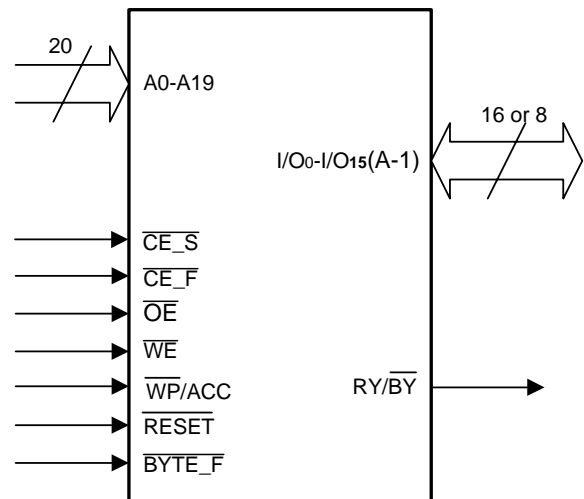 20
A0-A19
16 or 8
I/O0-I/O15(A-1)
CE_S
CE_F
OE
WE
WP/ACC
RY/BY
RESET
BYTE_F